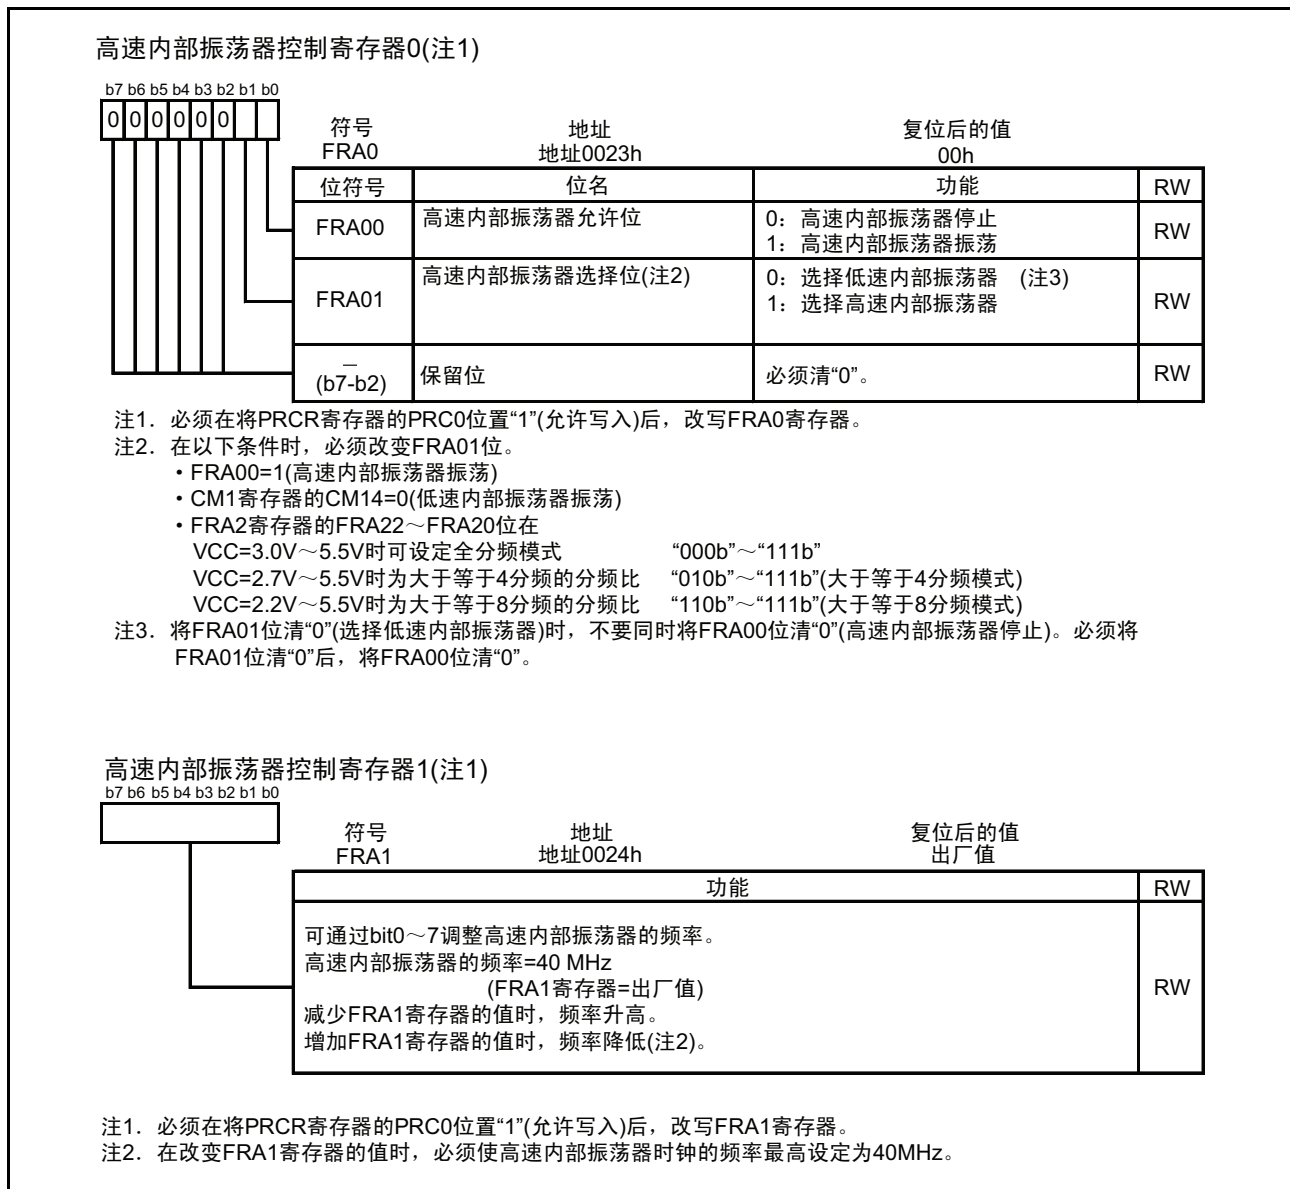 高速内部振荡器控制寄存器0(注1)
b7 b6 b5 b4 b3 b2 b1 b0
0 0 0 0 0 0
符号 地址 复位后的值
FRA0 地址0023h 00h
位符号 位名 功能 RW
FRA00 高速内部振荡器允许位 0：高速内部振荡器停止 RW
1：高速内部振荡器振荡
FRA01 高速内部振荡器选择位(注2) 0：选择低速内部振荡器 (注3) RW
1：选择高速内部振荡器
—
(b7-b2) 保留位 必须清“0”。 RW
注1．必须在将PRCR寄存器的PRC0位置“1”(允许写入)后，改写FRA0寄存器。
注2．在以下条件时，必须改变FRA01位。
・FRA00=1(高速内部振荡器振荡)
・CM1寄存器的CM14=0(低速内部振荡器振荡)
・FRA2寄存器的FRA22～FRA20位在
VCC=3.0V～5.5V时可设定全分频模式 “000b”～“111b”
VCC=2.7V～5.5V时为大于等于4分频的分频比 “010b”～“111b”(大于等于4分频模式)
VCC=2.2V～5.5V时为大于等于8分频的分频比 “110b”～“111b”(大于等于8分频模式)
注3．将FRA01位清“0”(选择低速内部振荡器)时，不要同时将FRA00位清“0”(高速内部振荡器停止)。必须将
FRA01位清“0”后，将FRA00位清“0”。
高速内部振荡器控制寄存器1(注1)
b7 b6 b5 b4 b3 b2 b1 b0
符号 地址 复位后的值
FRA1 地址0024h 出厂值
功能 RW
可通过bit0～7调整高速内部振荡器的频率。
高速内部振荡器的频率=40 MHz
(FRA1寄存器=出厂值) RW
减少FRA1寄存器的值时，频率升高。
增加FRA1寄存器的值时，频率降低(注2)。
注1．必须在将PRCR寄存器的PRC0位置“1”(允许写入)后，改写FRA1寄存器。
注2．在改变FRA1寄存器的值时，必须使高速内部振荡器时钟的频率最高设定为40MHz。